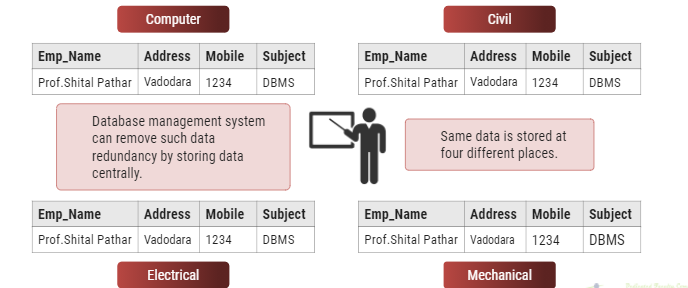 Computer
Civil
Emp_Name Address Mobile Subject
Prof.Shital Pathar Vadodara 1234 DBMS
Emp_Name Address Mobile Subject
Prof.Shital Pathar Vadodara 1234 DBMS
Database management system
can remove such data
redundancy by storing data
centrally.
Same data is stored at
four different places.
Emp_Name Address Mobile Subject
Prof.Shital Pathar Vadodara 1234 DBMS
Emp_Name Address Mobile Subject
Prof.Shital Pathar Vadodara 1234 DBMS
Electrical
Mechanical